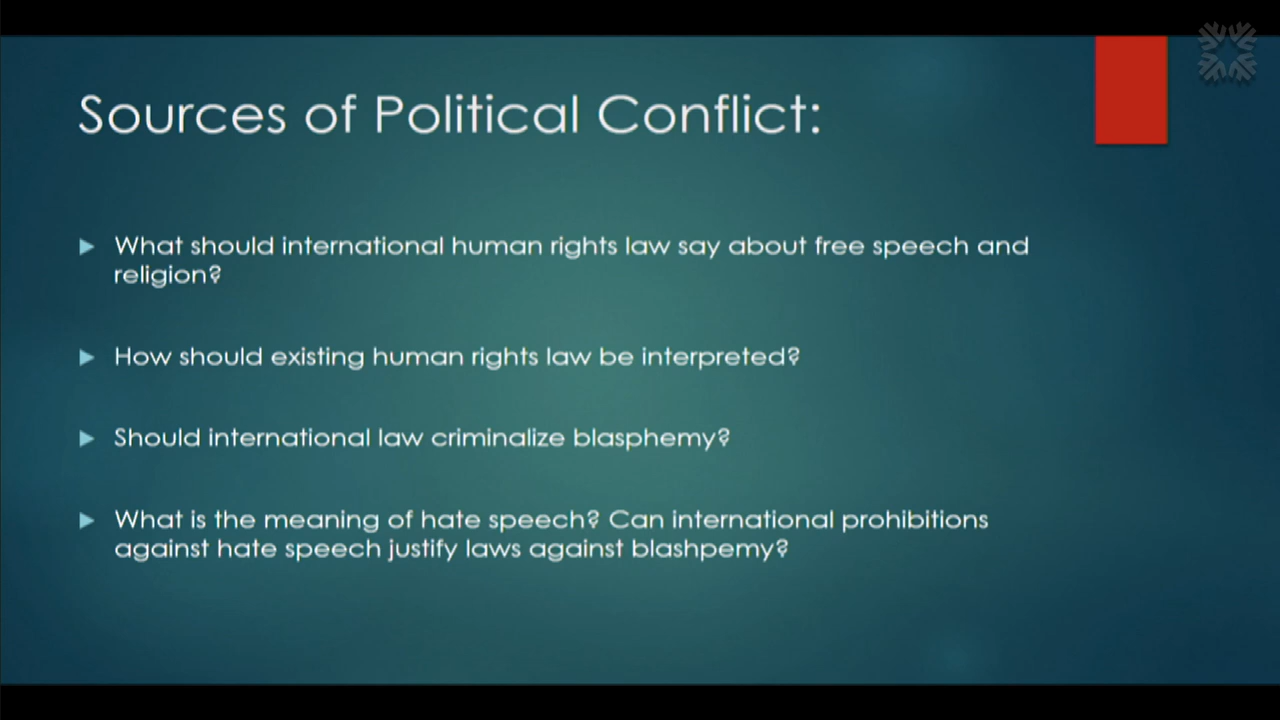 Sources of Political Conflict:
What should international human rights law say about free speech and
religion?
How should existing human rights law be interpreted?
Should international law criminalize blasphemy?
What is the meaning of hate speech? Can international prohibitions
against hate speech justify laws against blashpemy?